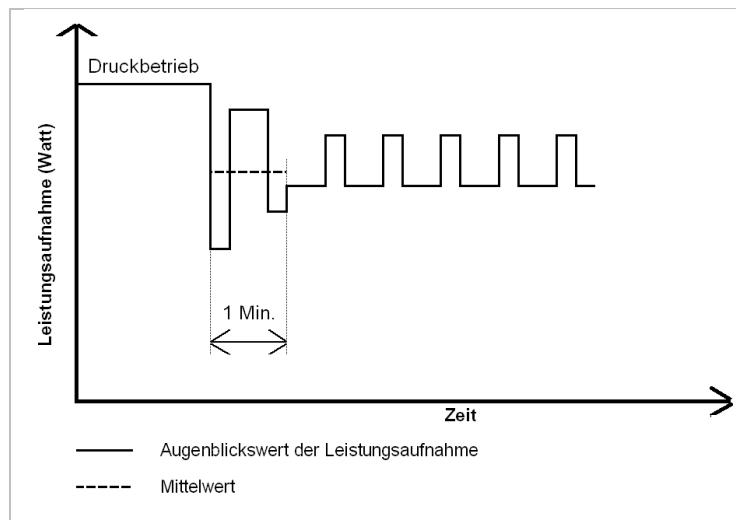 Druckbetrieb
Leistungsaufnahme (Watt)
1 Min.
Zeit
Augenblickswert der Leistungsaufnahme
Mittelwert